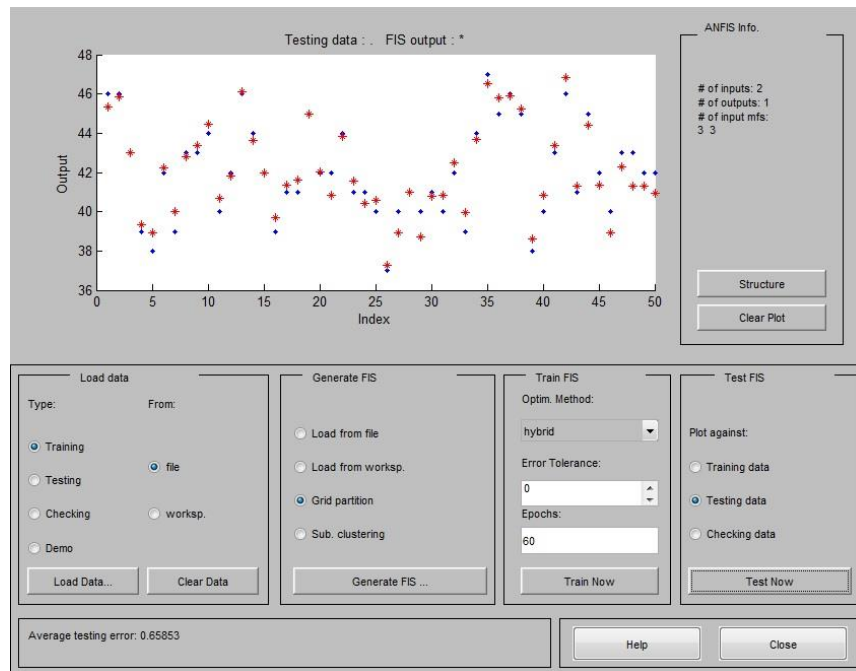 Testing data : .   FIS output : *
48
46
44
42
40
38
36
Output
0 5 10 15 20 25 30 35 40 45 50
Index
ANFIS Info.
# of inputs: 2
# of outputs: 1
# of input mfs:
3 3
Structure
Clear Plot
Load data
Type:
From:
Training
Testing
Checking
Demo
file
worksp.
Load Data...
Clear Data
Generate FIS
Load from file
Load from worksp.
Grid partition
Sub. clustering
Generate FIS ...
Train FIS
Optim. Method:
hybrid
Error Tolerance:
0
Epochs:
60
Train Now
Test FIS
Plot against:
Training data
Testing data
Checking data
Test Now
Average testing error: 0.65853
Help
Close